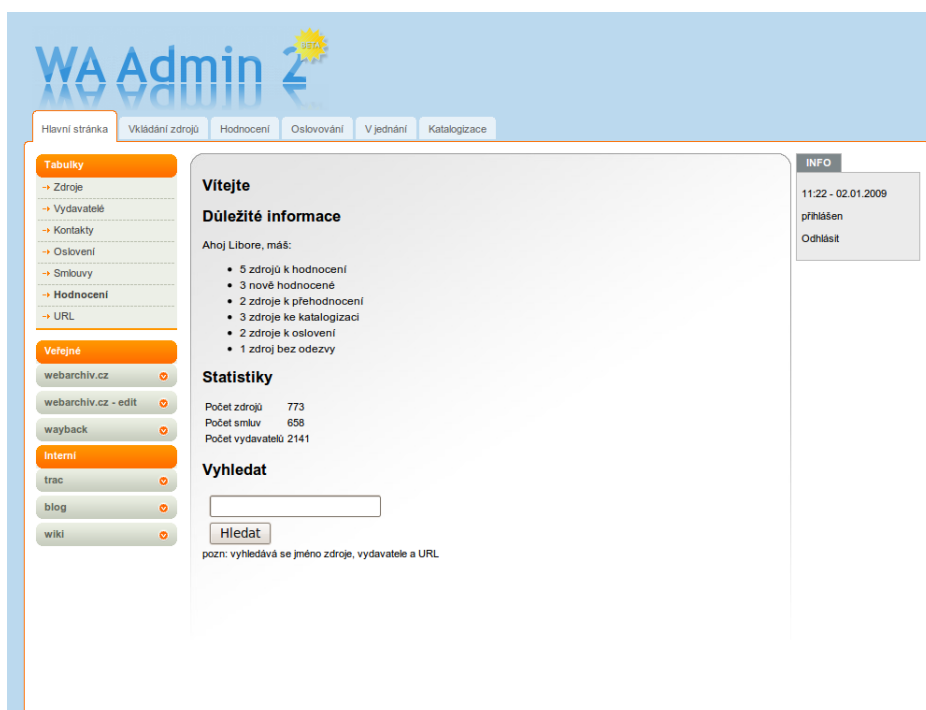 WA Admin 2
BETA
Hlavní stránka Vkládání zdrojů Hodnocení Oslovování V jednání Katalogizace
Tabulky
Zdroje
Vydavatelé
Kontakty
Oslovení
Smlouvy
Hodnocení
URL
Veřejné
webarchiv.cz
webarchiv.cz - edit
wayback
Interní
trac
blog
wiki
Vítejte
Důležité informace
Ahoj Libore, máš:
5 zdrojů k hodnocení
3 nově hodnocené
2 zdroje k přehodnocení
3 zdroje ke katalogizaci
2 zdroje k oslovení
1 zdroj bez odezvy
Statistiky
Počet zdrojů 773
Počet smluv 658
Počet vydavatelů 2141
Vyhledat
Hledat
pozn: vyhledává se jméno zdroje, vydavatele a URL
INFO
11:22 - 02.01.2009
přihlášen
Odhlásit